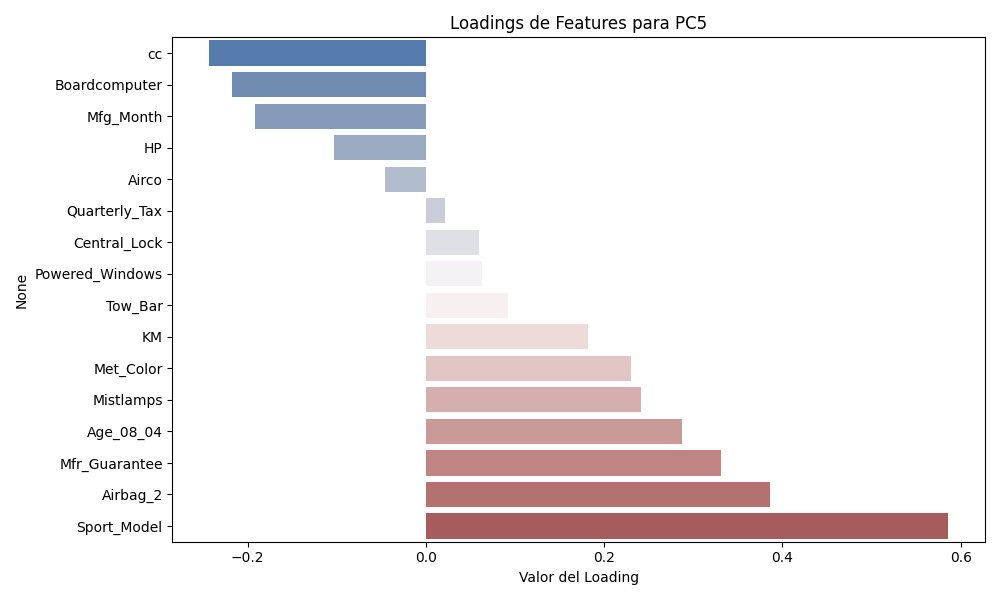 Loadings de Features para PC5
None
cc
Boardcomputer
Mfg_Month
HP
Airco
Quarterly_Tax
Central_Lock
Powered_Windows
Tow_Bar
KM
Met_Color
Mistlamps
Age_08_04
Mfr_Guarantee
Airbag_2
Sport_Model
−0.2 0.0 0.2 0.4 0.6
Valor del Loading